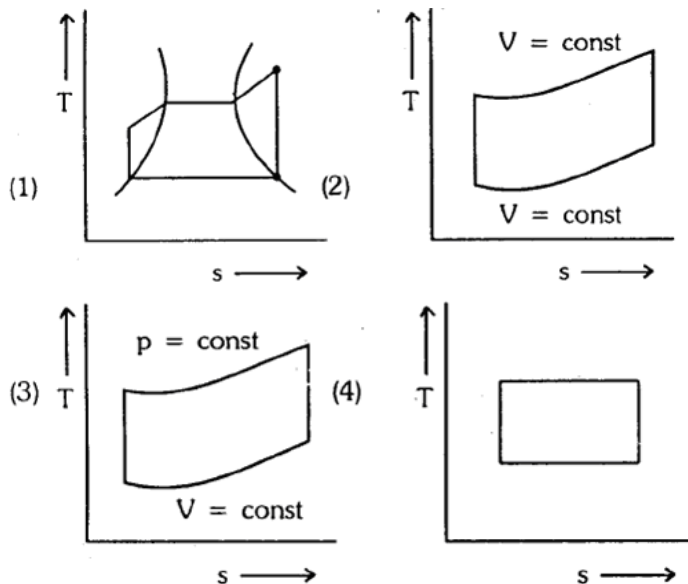 T
V = const
T
(1)
(2)
V = const
s
s
p = const
T
(3)
(4)
T
V = const
s
s